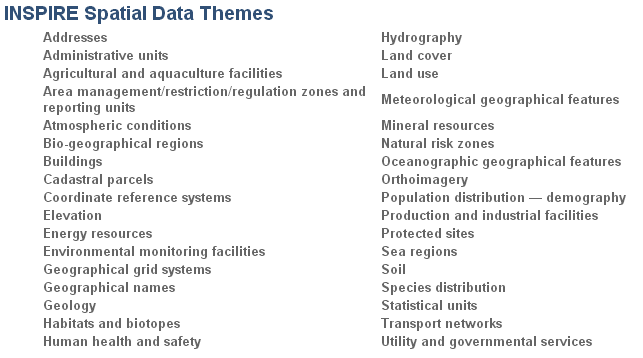 INSPIRE Spatial Data Themes
Addresses
Administrative units
Agricultural and aquaculture facilities
Area management/restriction/regulation zones and
reporting units
Atmospheric conditions
Bio-geographical regions
Buildings
Cadastral parcels
Coordinate reference systems
Elevation
Energy resources
Environmental monitoring facilities
Geographical grid systems
Geographical names
Geology
Habitats and biotopes
Human health and safety
Hydrography
Land cover
Land use
Meteorological geographical features
Mineral resources
Natural risk zones
Oceanographic geographical features
Orthoimagery
Population distribution — demography
Production and industrial facilities
Protected sites
Sea regions
Soil
Species distribution
Statistical units
Transport networks
Utility and governmental services